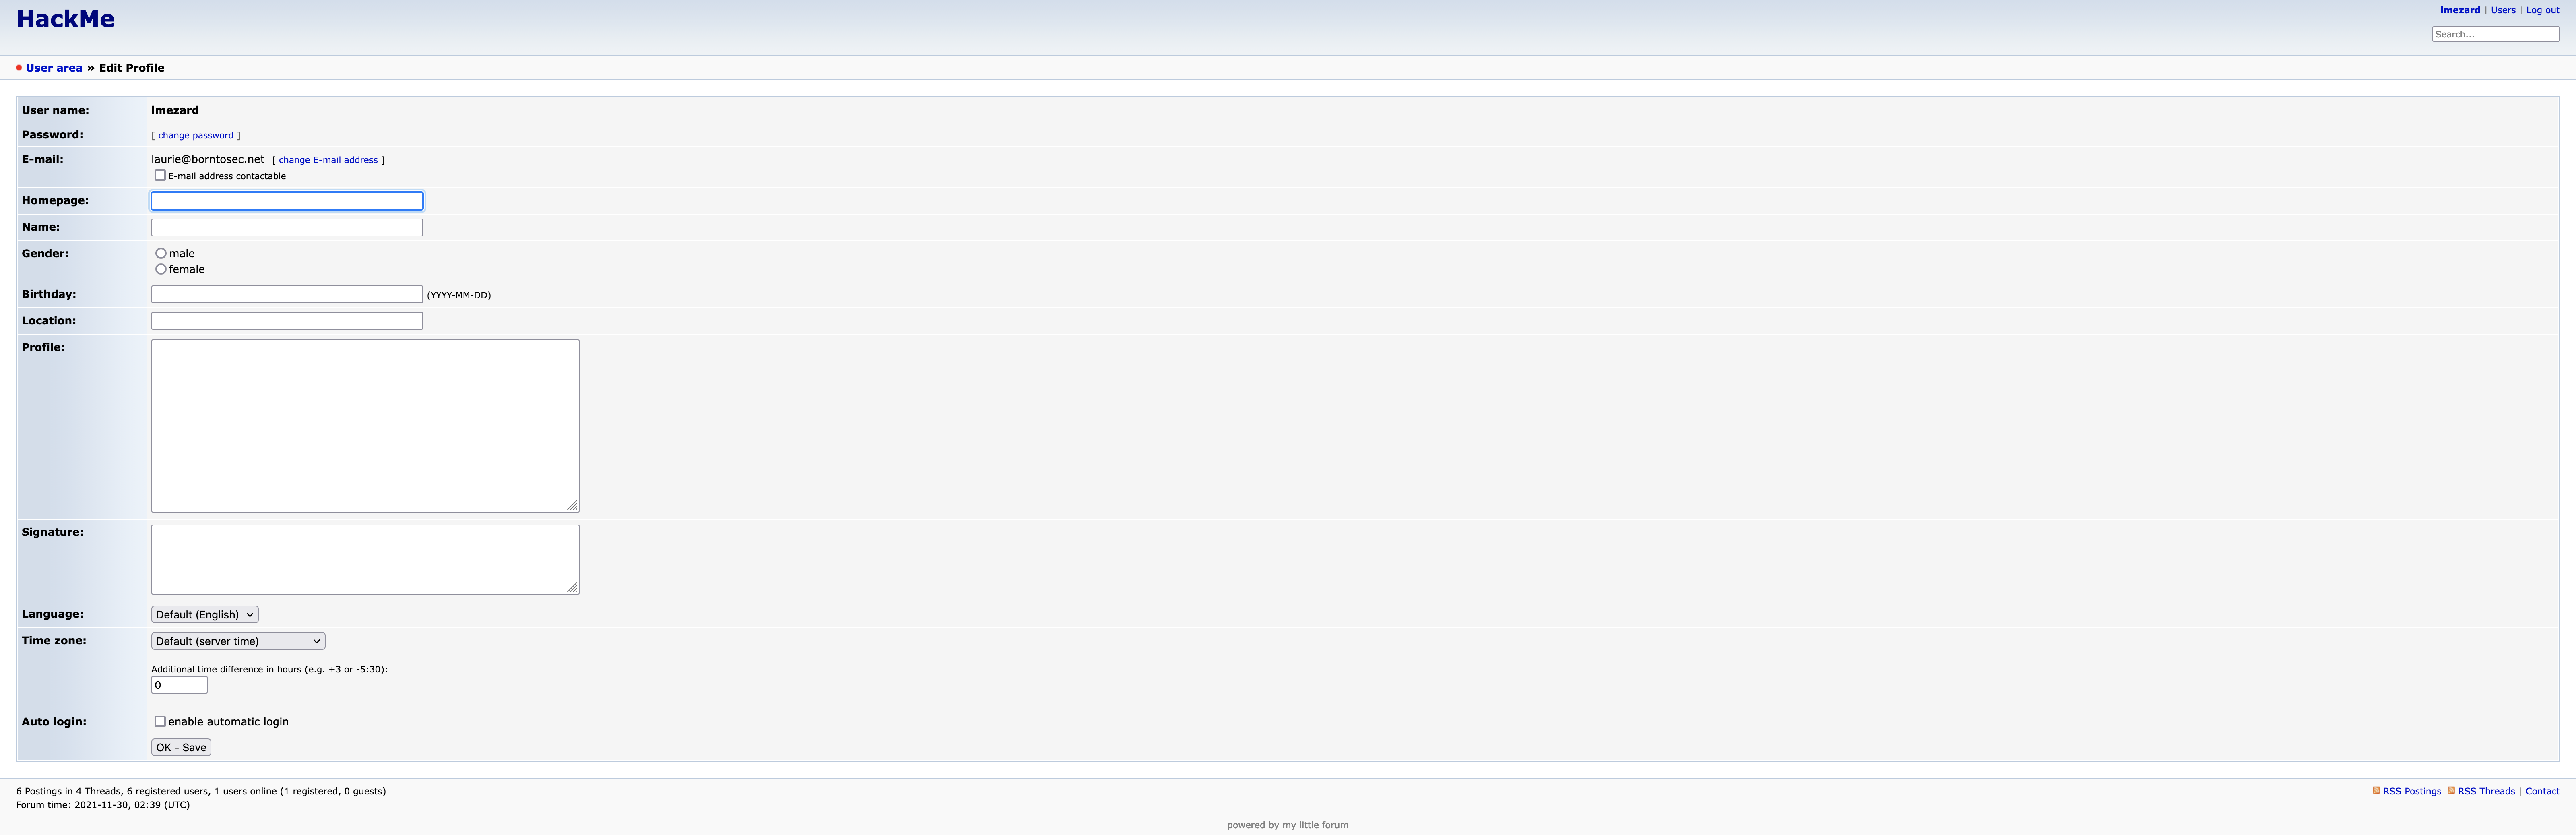 HackMe
lmezard | Users | Log out
Search...
User area » Edit Profile
User name: lmezard
Password: [ change password ]
E-mail: laurie@borntosec.net [ change E-mail address ]
E-mail address contactable
Homepage:
Name:
Gender: male
female
Birthday: (YYYY-MM-DD)
Location:
Profile:
Signature:
Language: Default (English)
Time zone: Default (server time)
Additional time difference in hours (e.g. +3 or -5:30):
0
Auto login: enable automatic login
OK - Save
6 Postings in 4 Threads, 6 registered users, 1 users online (1 registered, 0 guests)
RSS Postings RSS Threads | Contact
Forum time: 2021-11-30, 02:39 (UTC)
powered by my little forum